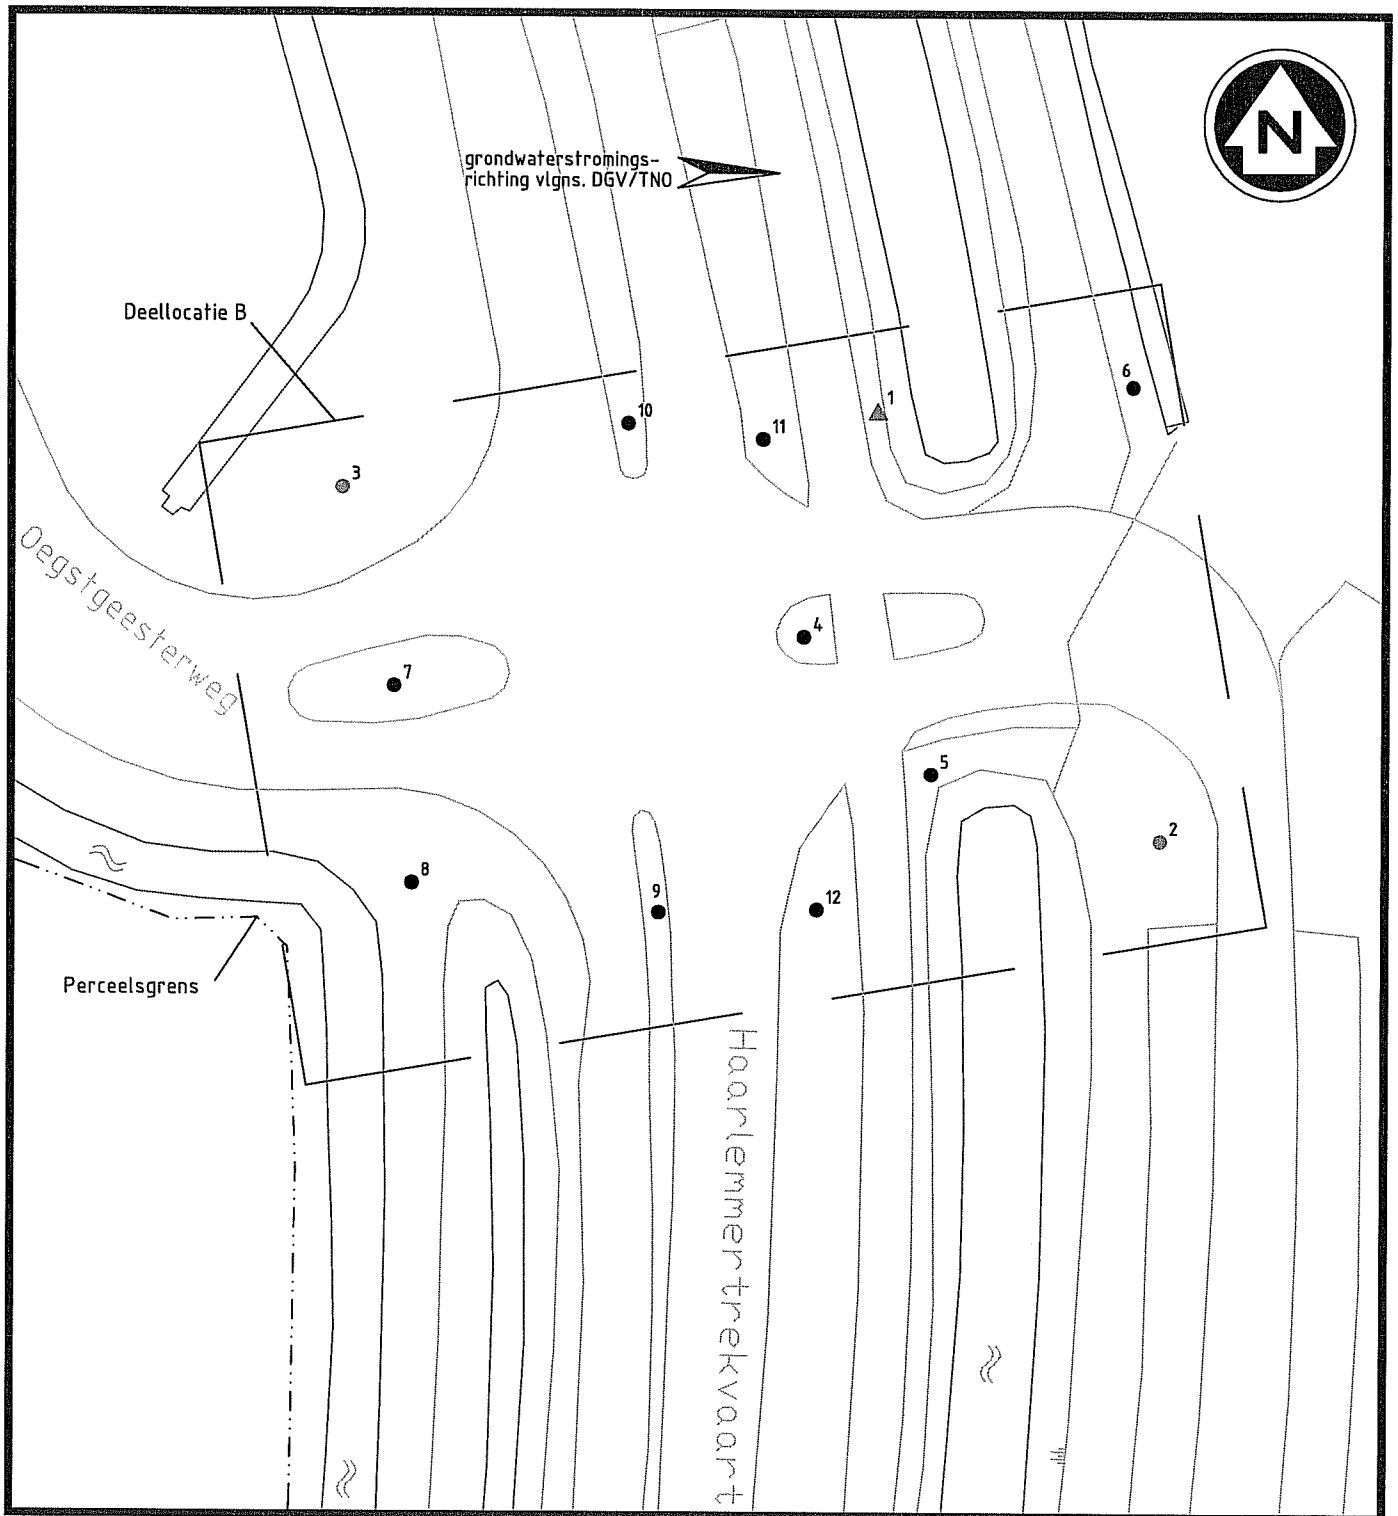 N
grondwaterstromings-
richting vlgns. DGV/TNO
Deellocatie B
6
1
10
11
3
Oegstgeesterweg
4
7
5
2
8
9
12
Perceelsgrens
Haarlemmertrekvaart